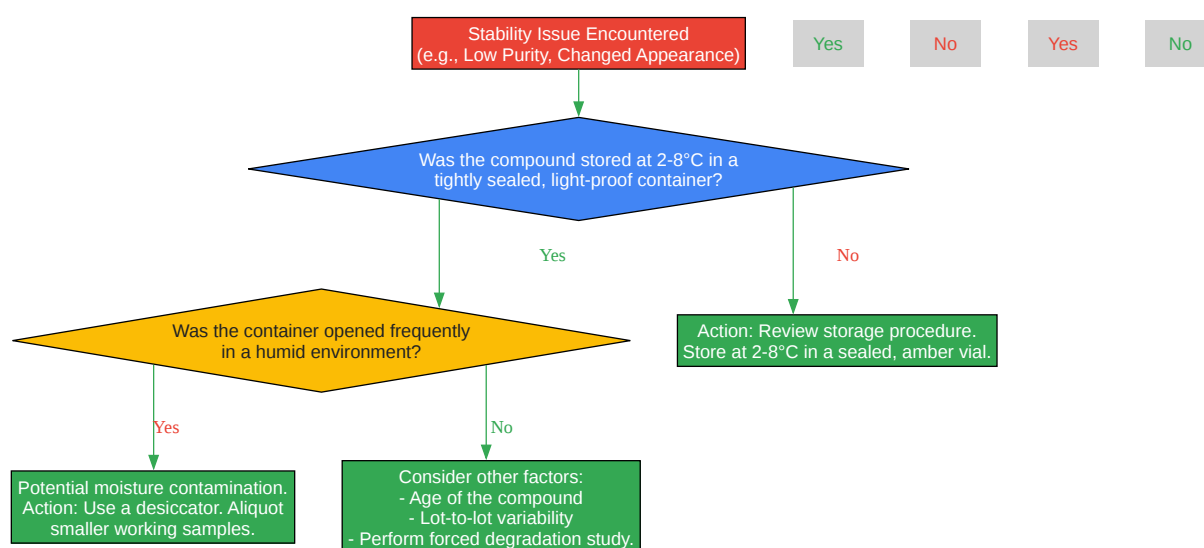 Stability Issue Encountered
(e.g., Low Purity, Changed Appearance)
Yes
No
Yes
No
Was the compound stored at 2-8°C in a
tightly sealed, light-proof container?
Yes
No
Was the container opened frequently
in a humid environment?
Action: Review storage procedure.
Store at 2-8°C in a sealed, amber vial.
Yes
No
Potential moisture contamination.
Action: Use a desiccator. Aliquot
smaller working samples.
Consider other factors:
- Age of the compound
- Lot-to-lot variability
- Perform forced degradation study.